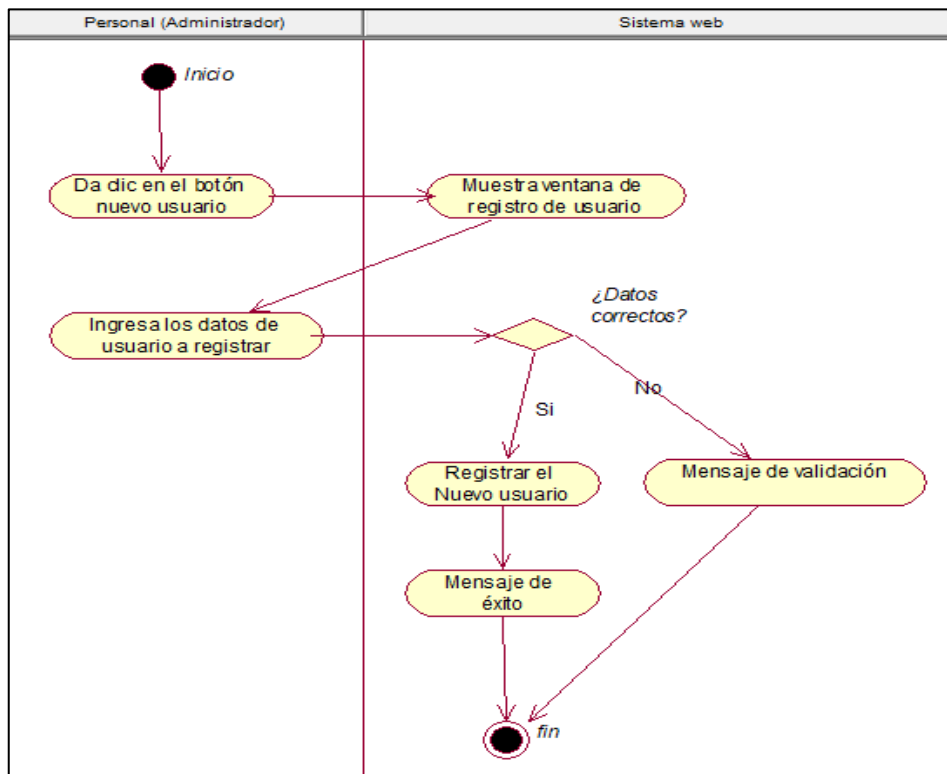 Personal (Administrador)
Sistema web
Inicio
Da clic en el botón
nuevo usuario
Muestra ventana de
registro de usuario
Ingresa los datos de
usuario a registrar
¿Datos
correctos?
Si
No
Registrar el
Nuevo usuario
Mensaje de validación
Mensaje de
éxito
fin